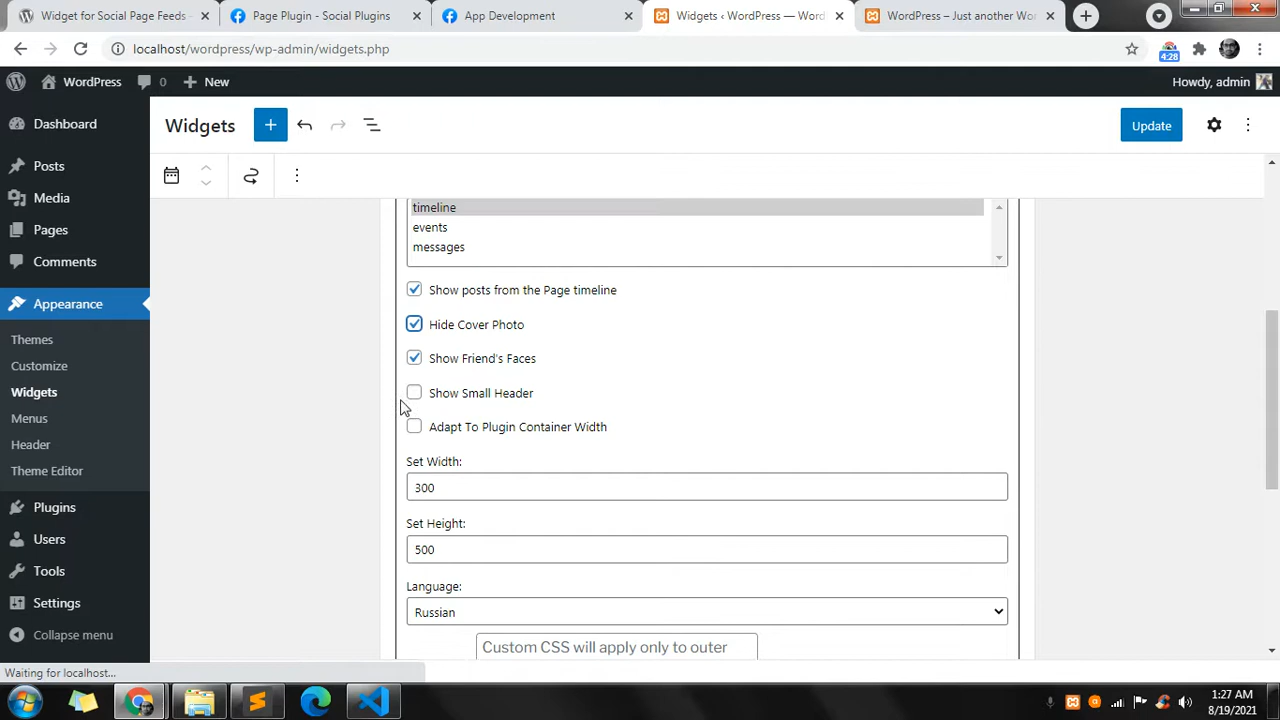 Widget for Social Page Feeds -
Page Plugin - Social Plugins
App Development
Widgets ‹ WordPress — Word
WordPress – Just another Wor
localhost/wordpress/wp-admin/widgets.php
4:28
WordPress
0
New
Howdy, admin
Dashboard
Posts
Media
Pages
Comments
Appearance
Themes
Customize
Widgets
Menus
Header
Theme Editor
Plugins
Users
Tools
Settings
Collapse menu
Widgets
Update
timeline
events
messages
Show posts from the Page timeline
Hide Cover Photo
Show Friend's Faces
Show Small Header
Adapt To Plugin Container Width
Set Width:
300
Set Height:
500
Language:
Russian
Custom CSS will apply only to outer
Waiting for localhost...
1:27 AM
8/19/2021